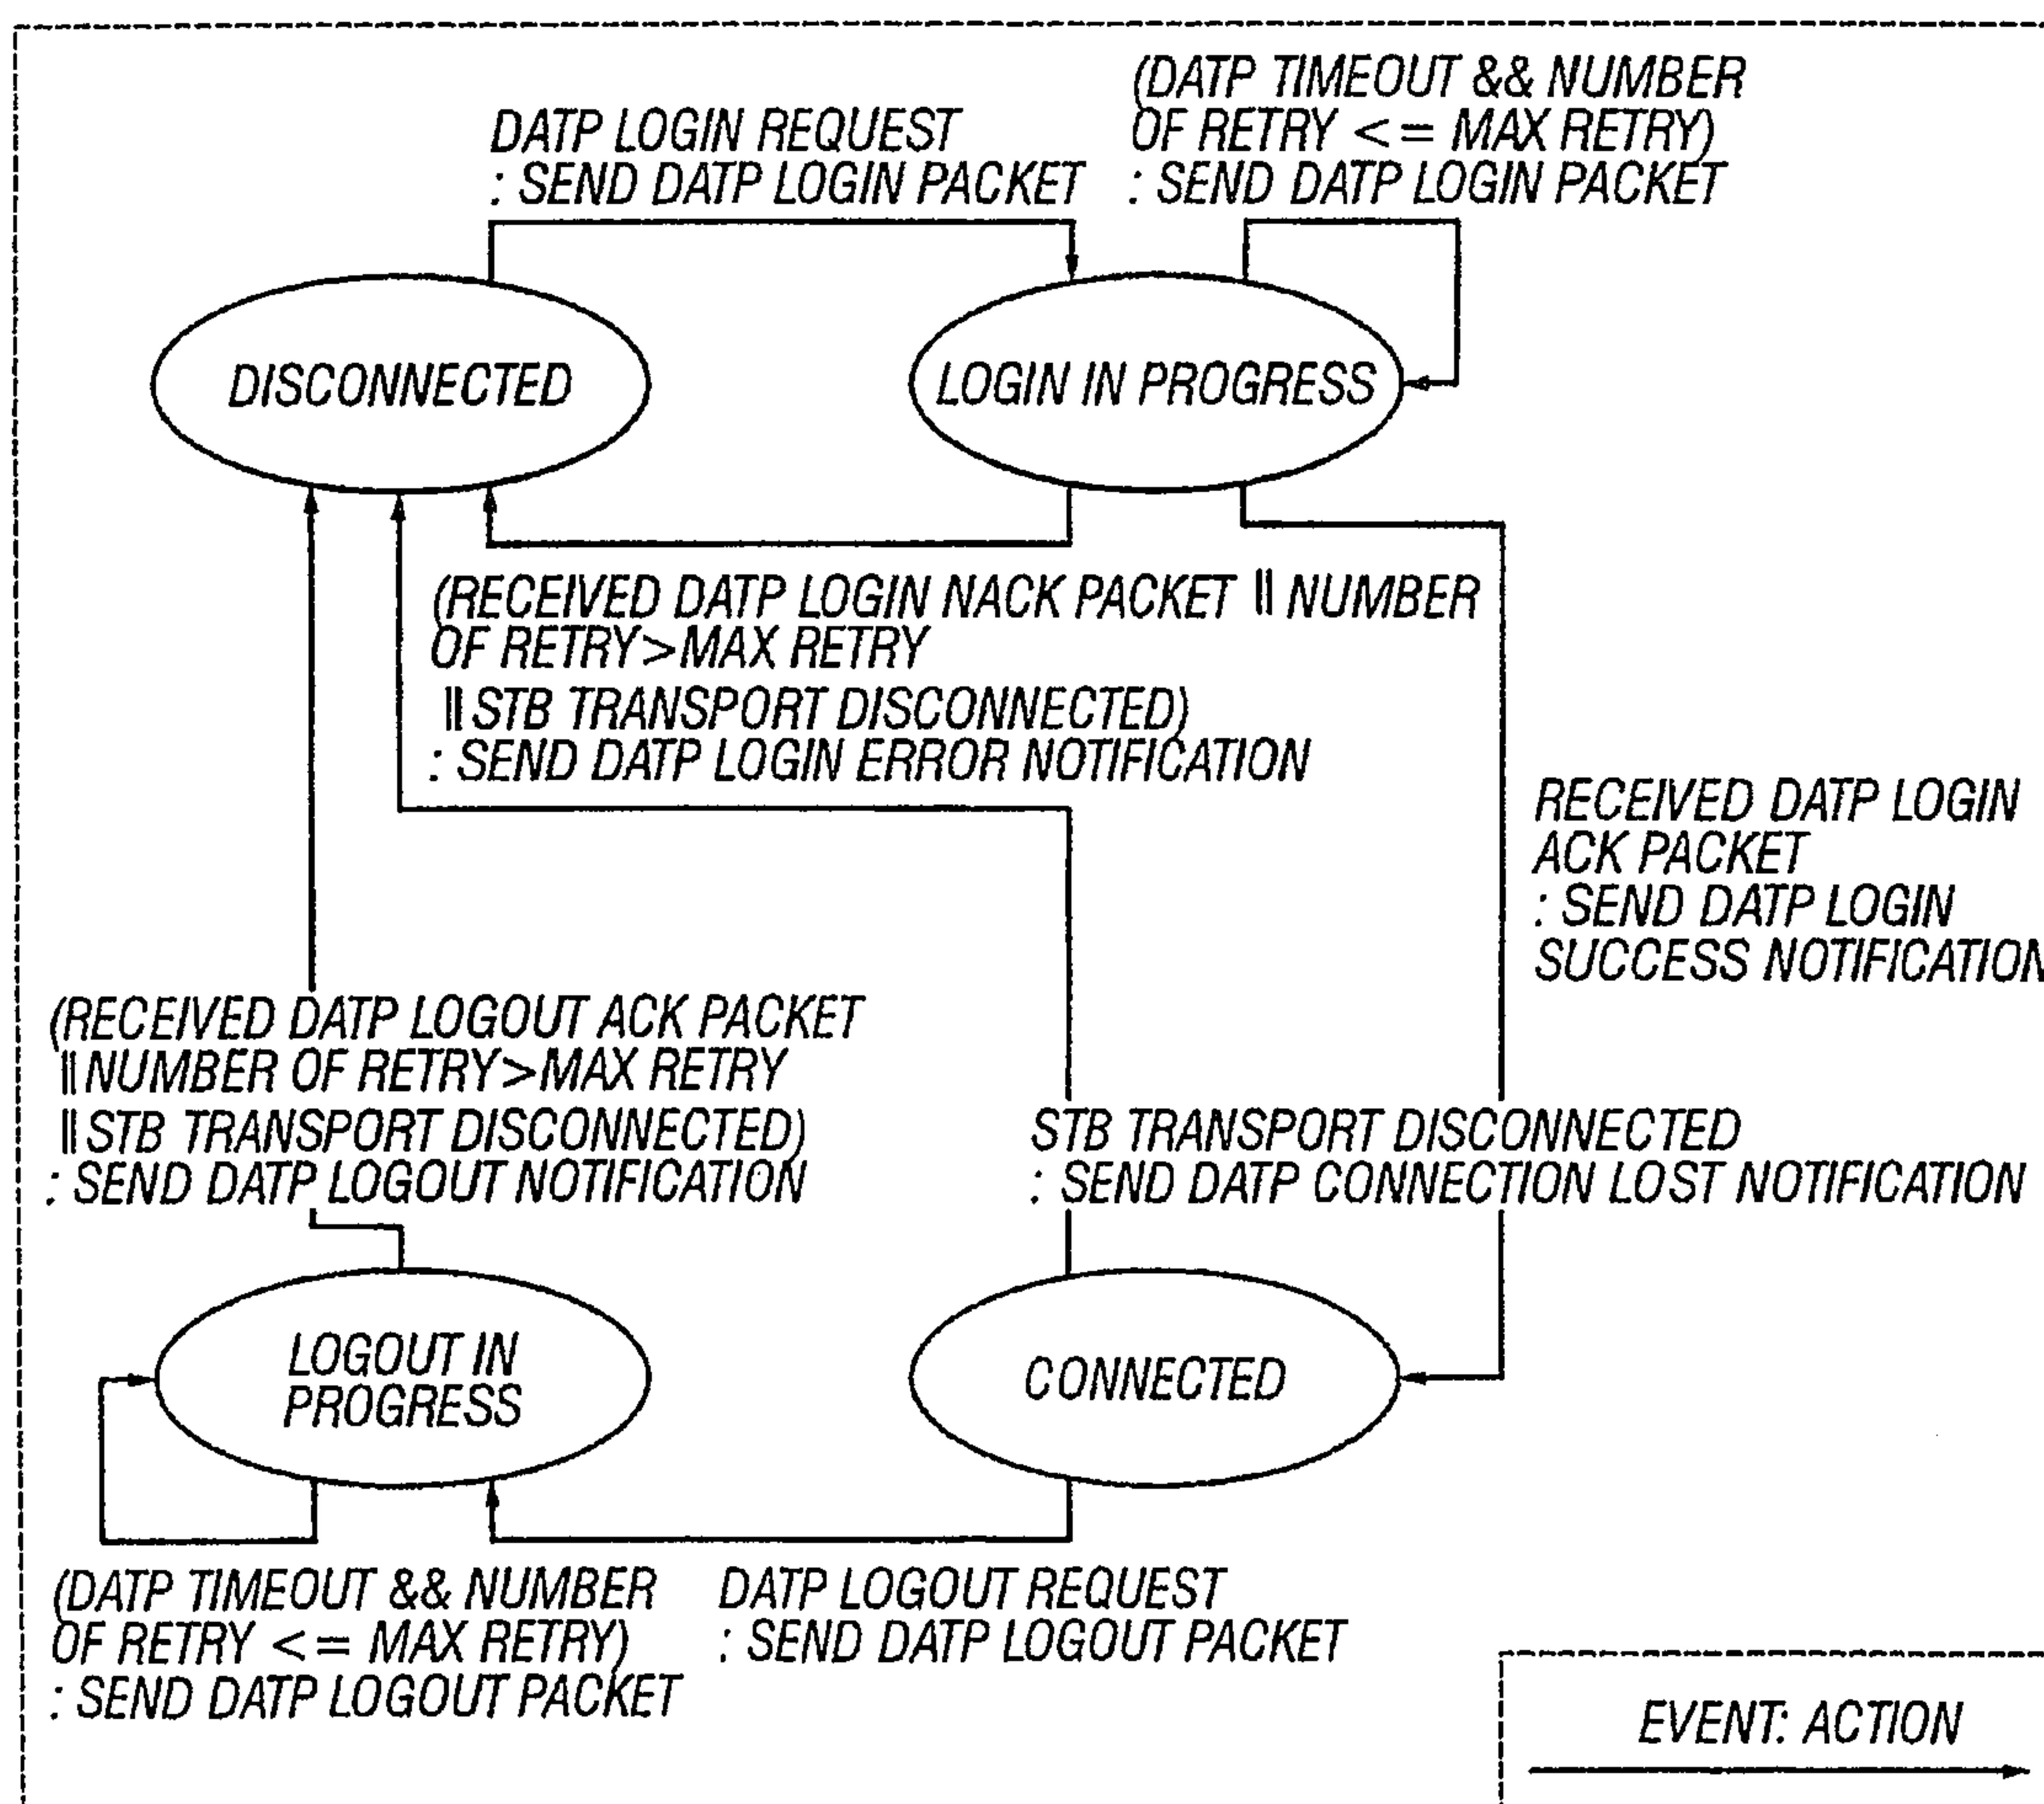 (DATP TIMEOUT && NUMBER
OF RETRY <= MAX RETRY)
: SEND DATP LOGIN PACKET
DATP LOGIN REQUEST
: SEND DATP LOGIN PACKET
DISCONNECTED
LOGIN IN PROGRESS
(RECEIVED DATP LOGIN NACK PACKET || NUMBER
OF RETRY>MAX RETRY
|| STB TRANSPORT DISCONNECTED)
: SEND DATP LOGIN ERROR NOTIFICATION
RECEIVED DATP LOGIN
ACK PACKET
: SEND DATP LOGIN
SUCCESS NOTIFICATION
(RECEIVED DATP LOGOUT ACK PACKET
|| NUMBER OF RETRY>MAX RETRY
|| STB TRANSPORT DISCONNECTED)
: SEND DATP LOGOUT NOTIFICATION
STB TRANSPORT DISCONNECTED
: SEND DATP CONNECTION LOST NOTIFICATION
LOGOUT IN
PROGRESS
CONNECTED
(DATP TIMEOUT && NUMBER
OF RETRY <= MAX RETRY)
: SEND DATP LOGOUT PACKET
DATP LOGOUT REQUEST
: SEND DATP LOGOUT PACKET
EVENT: ACTION